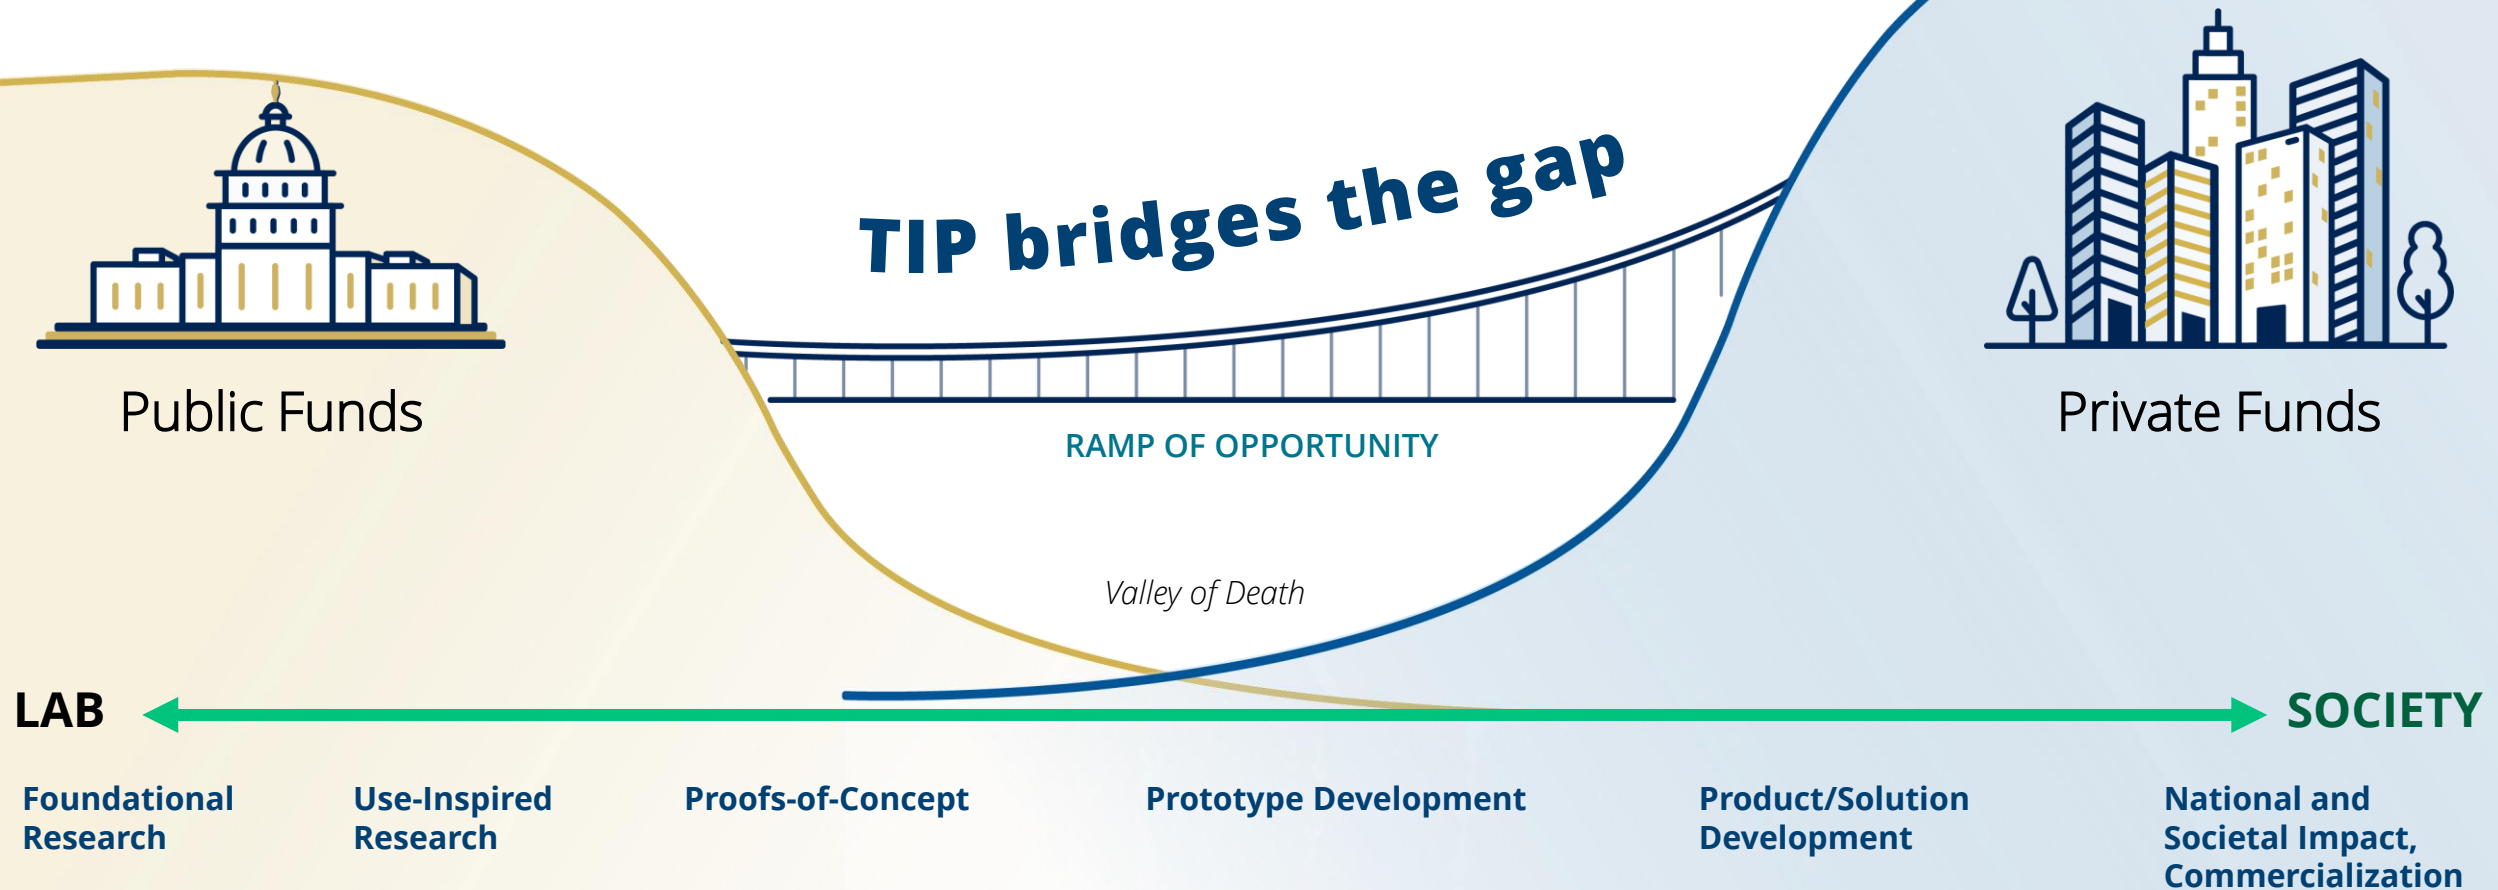 TIP bridges the gap
Public Funds
Private Funds
RAMP OF OPPORTUNITY
Valley of Death
LAB
SOCIETY
Foundational
Research
Use-Inspired
Research
Proofs-of-Concept
Prototype Development
Product/Solution
Development
National and
Societal Impact,
Commercialization